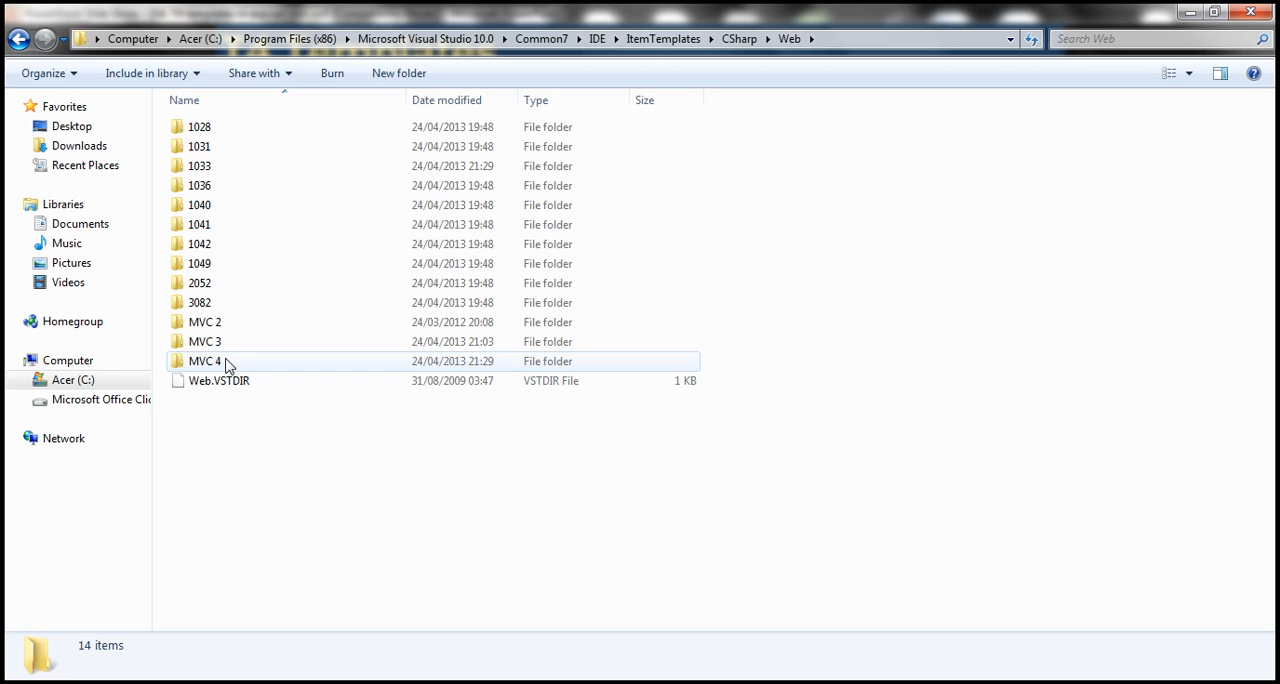 Computer Acer (C:) Program Files (x86) Microsoft Visual Studio 10.0 Common7 IDE ItemTemplates CSharp Web Search Web
Organize Include in library Share with Burn New folder
Name Date modified Type Size
Favorites
Desktop
Downloads
Recent Places
Libraries
Documents
Music
Pictures
Videos
Homegroup
Computer
Acer (C:)
Microsoft Office Clic
Network
1028 24/04/2013 19:48 File folder
1031 24/04/2013 19:48 File folder
1033 24/04/2013 21:29 File folder
1036 24/04/2013 19:48 File folder
1040 24/04/2013 19:48 File folder
1041 24/04/2013 19:48 File folder
1042 24/04/2013 19:48 File folder
1049 24/04/2013 19:48 File folder
2052 24/04/2013 19:48 File folder
3082 24/04/2013 19:48 File folder
MVC 2 24/03/2012 20:08 File folder
MVC 3 24/04/2013 21:03 File folder
MVC 4 24/04/2013 21:29 File folder
Web.VSTDIR 31/08/2009 03:47 VSTDIR File 1 KB
14 items